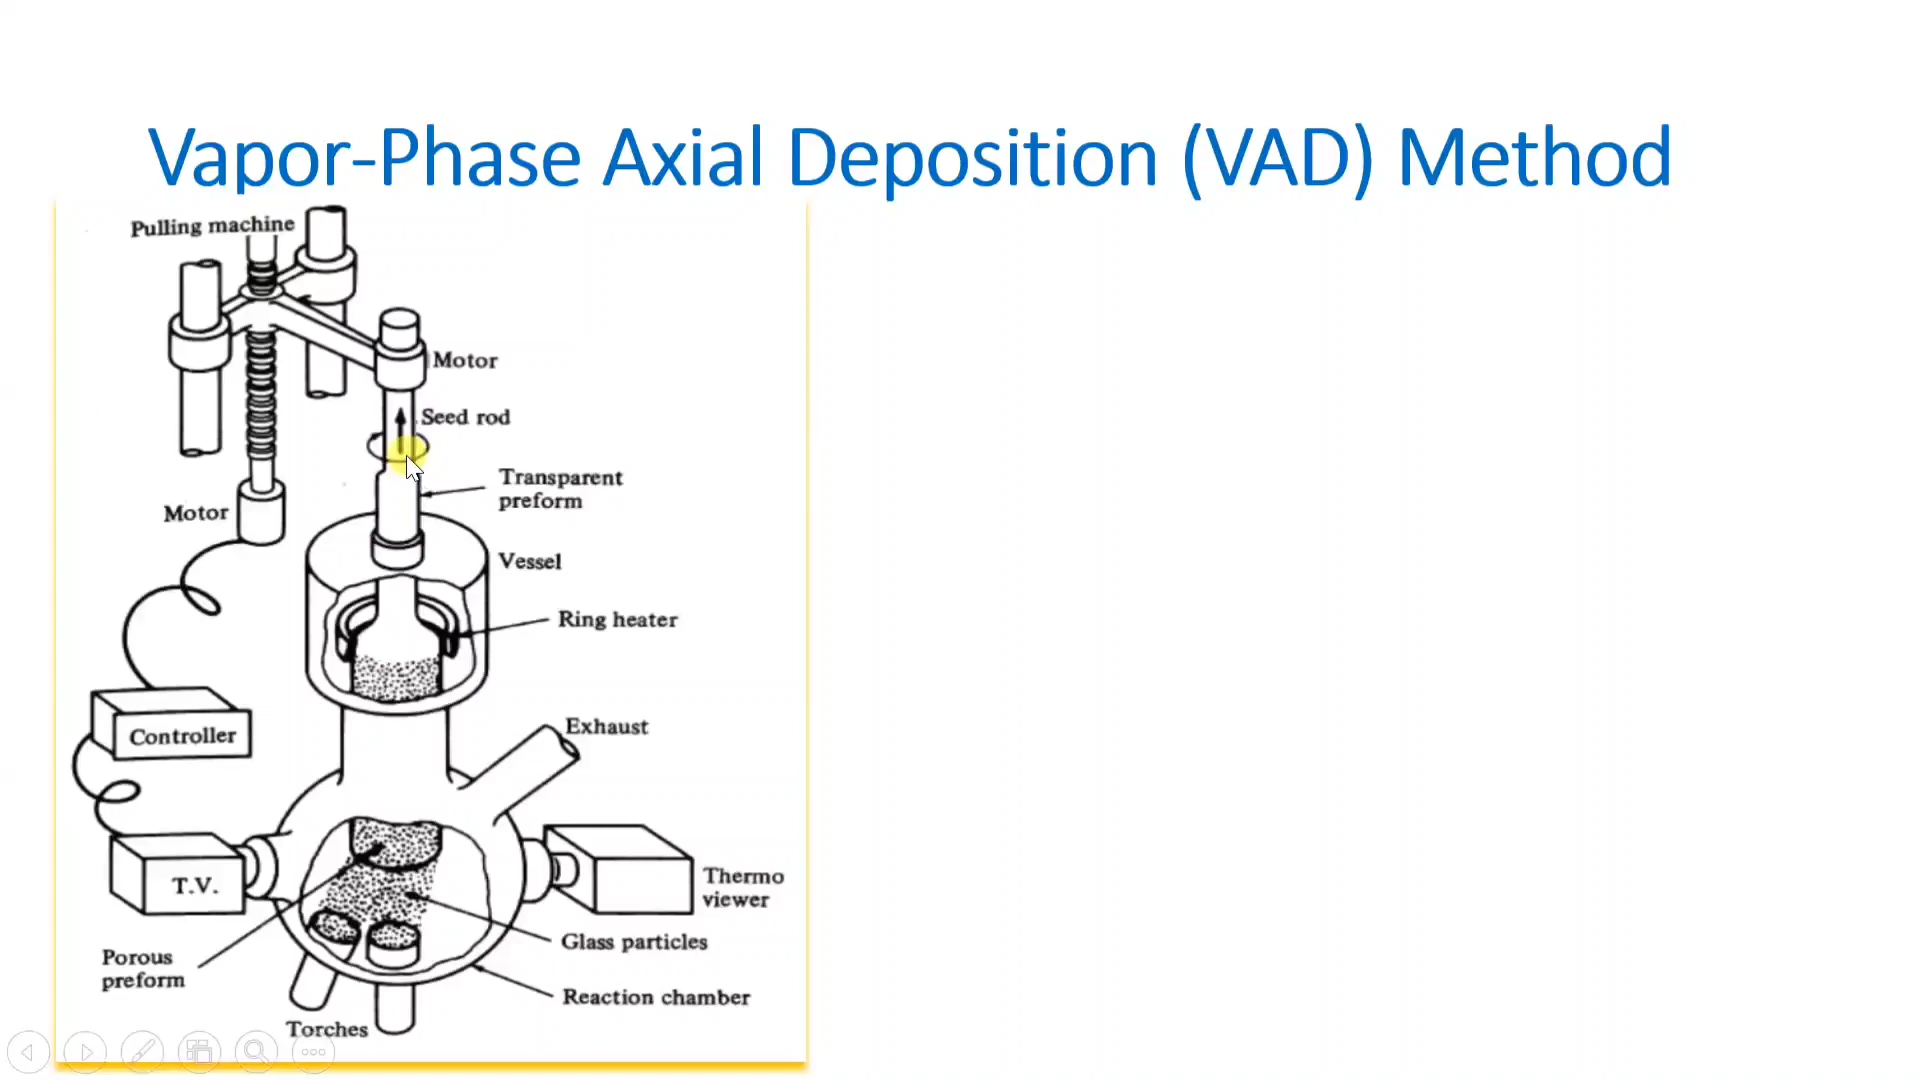 Vapor-Phase Axial Deposition (VAD) Method
Pulling machine
Motor
Seed rod
Transparent
preform
Motor
Vessel
Ring heater
Exhaust
Controller
T.V.
Thermo
viewer
Glass particles
Porous
preform
Reaction chamber
Torches